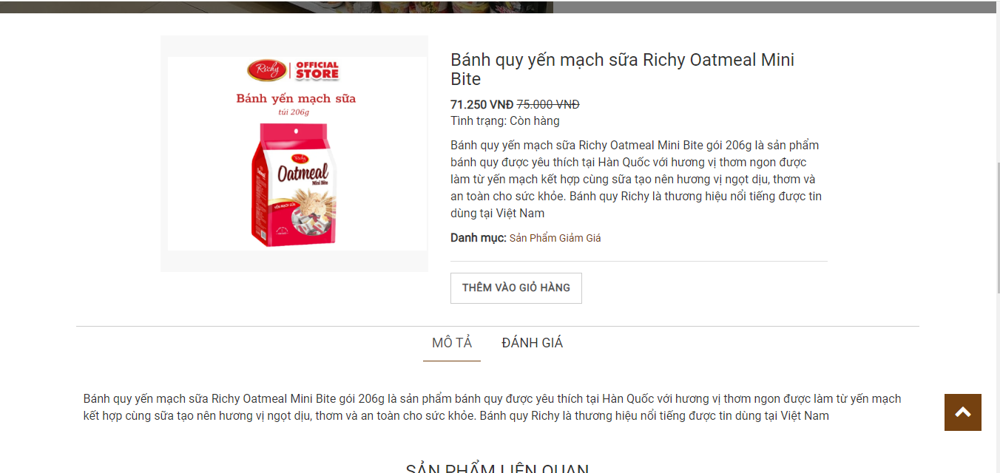 Richy
OFFICIAL
STORE
Bánh yến mạch sữa
túi 206g
Richy
Oatmeal
Mini Bite
YẾN MẠCH SỮA
Bánh quy yến mạch sữa Richy Oatmeal Mini
Bite
71.250 VNĐ 75.000 VNĐ
Tình trạng: Còn hàng
Bánh quy yến mạch sữa Richy Oatmeal Mini Bite gói 206g là sản phẩm
bánh quy được yêu thích tại Hàn Quốc với hương vị thơm ngon được
làm từ yến mạch kết hợp cùng sữa tạo nên hương vị ngọt dịu, thơm và
an toàn cho sức khỏe. Bánh quy Richy là thương hiệu nổi tiếng được tin
dùng tại Việt Nam
Danh mục: Sản Phẩm Giảm Giá
THÊM VÀO GIỎ HÀNG
MÔ TẢ
ĐÁNH GIÁ
Bánh quy yến mạch sữa Richy Oatmeal Mini Bite gói 206g là sản phẩm bánh quy được yêu thích tại Hàn Quốc với hương vị thơm ngon được làm từ yến mạch
kết hợp cùng sữa tạo nên hương vị ngọt dịu, thơm và an toàn cho sức khỏe. Bánh quy Richy là thương hiệu nổi tiếng được tin dùng tại Việt Nam
SẢN PHẨM LIÊN QUAN